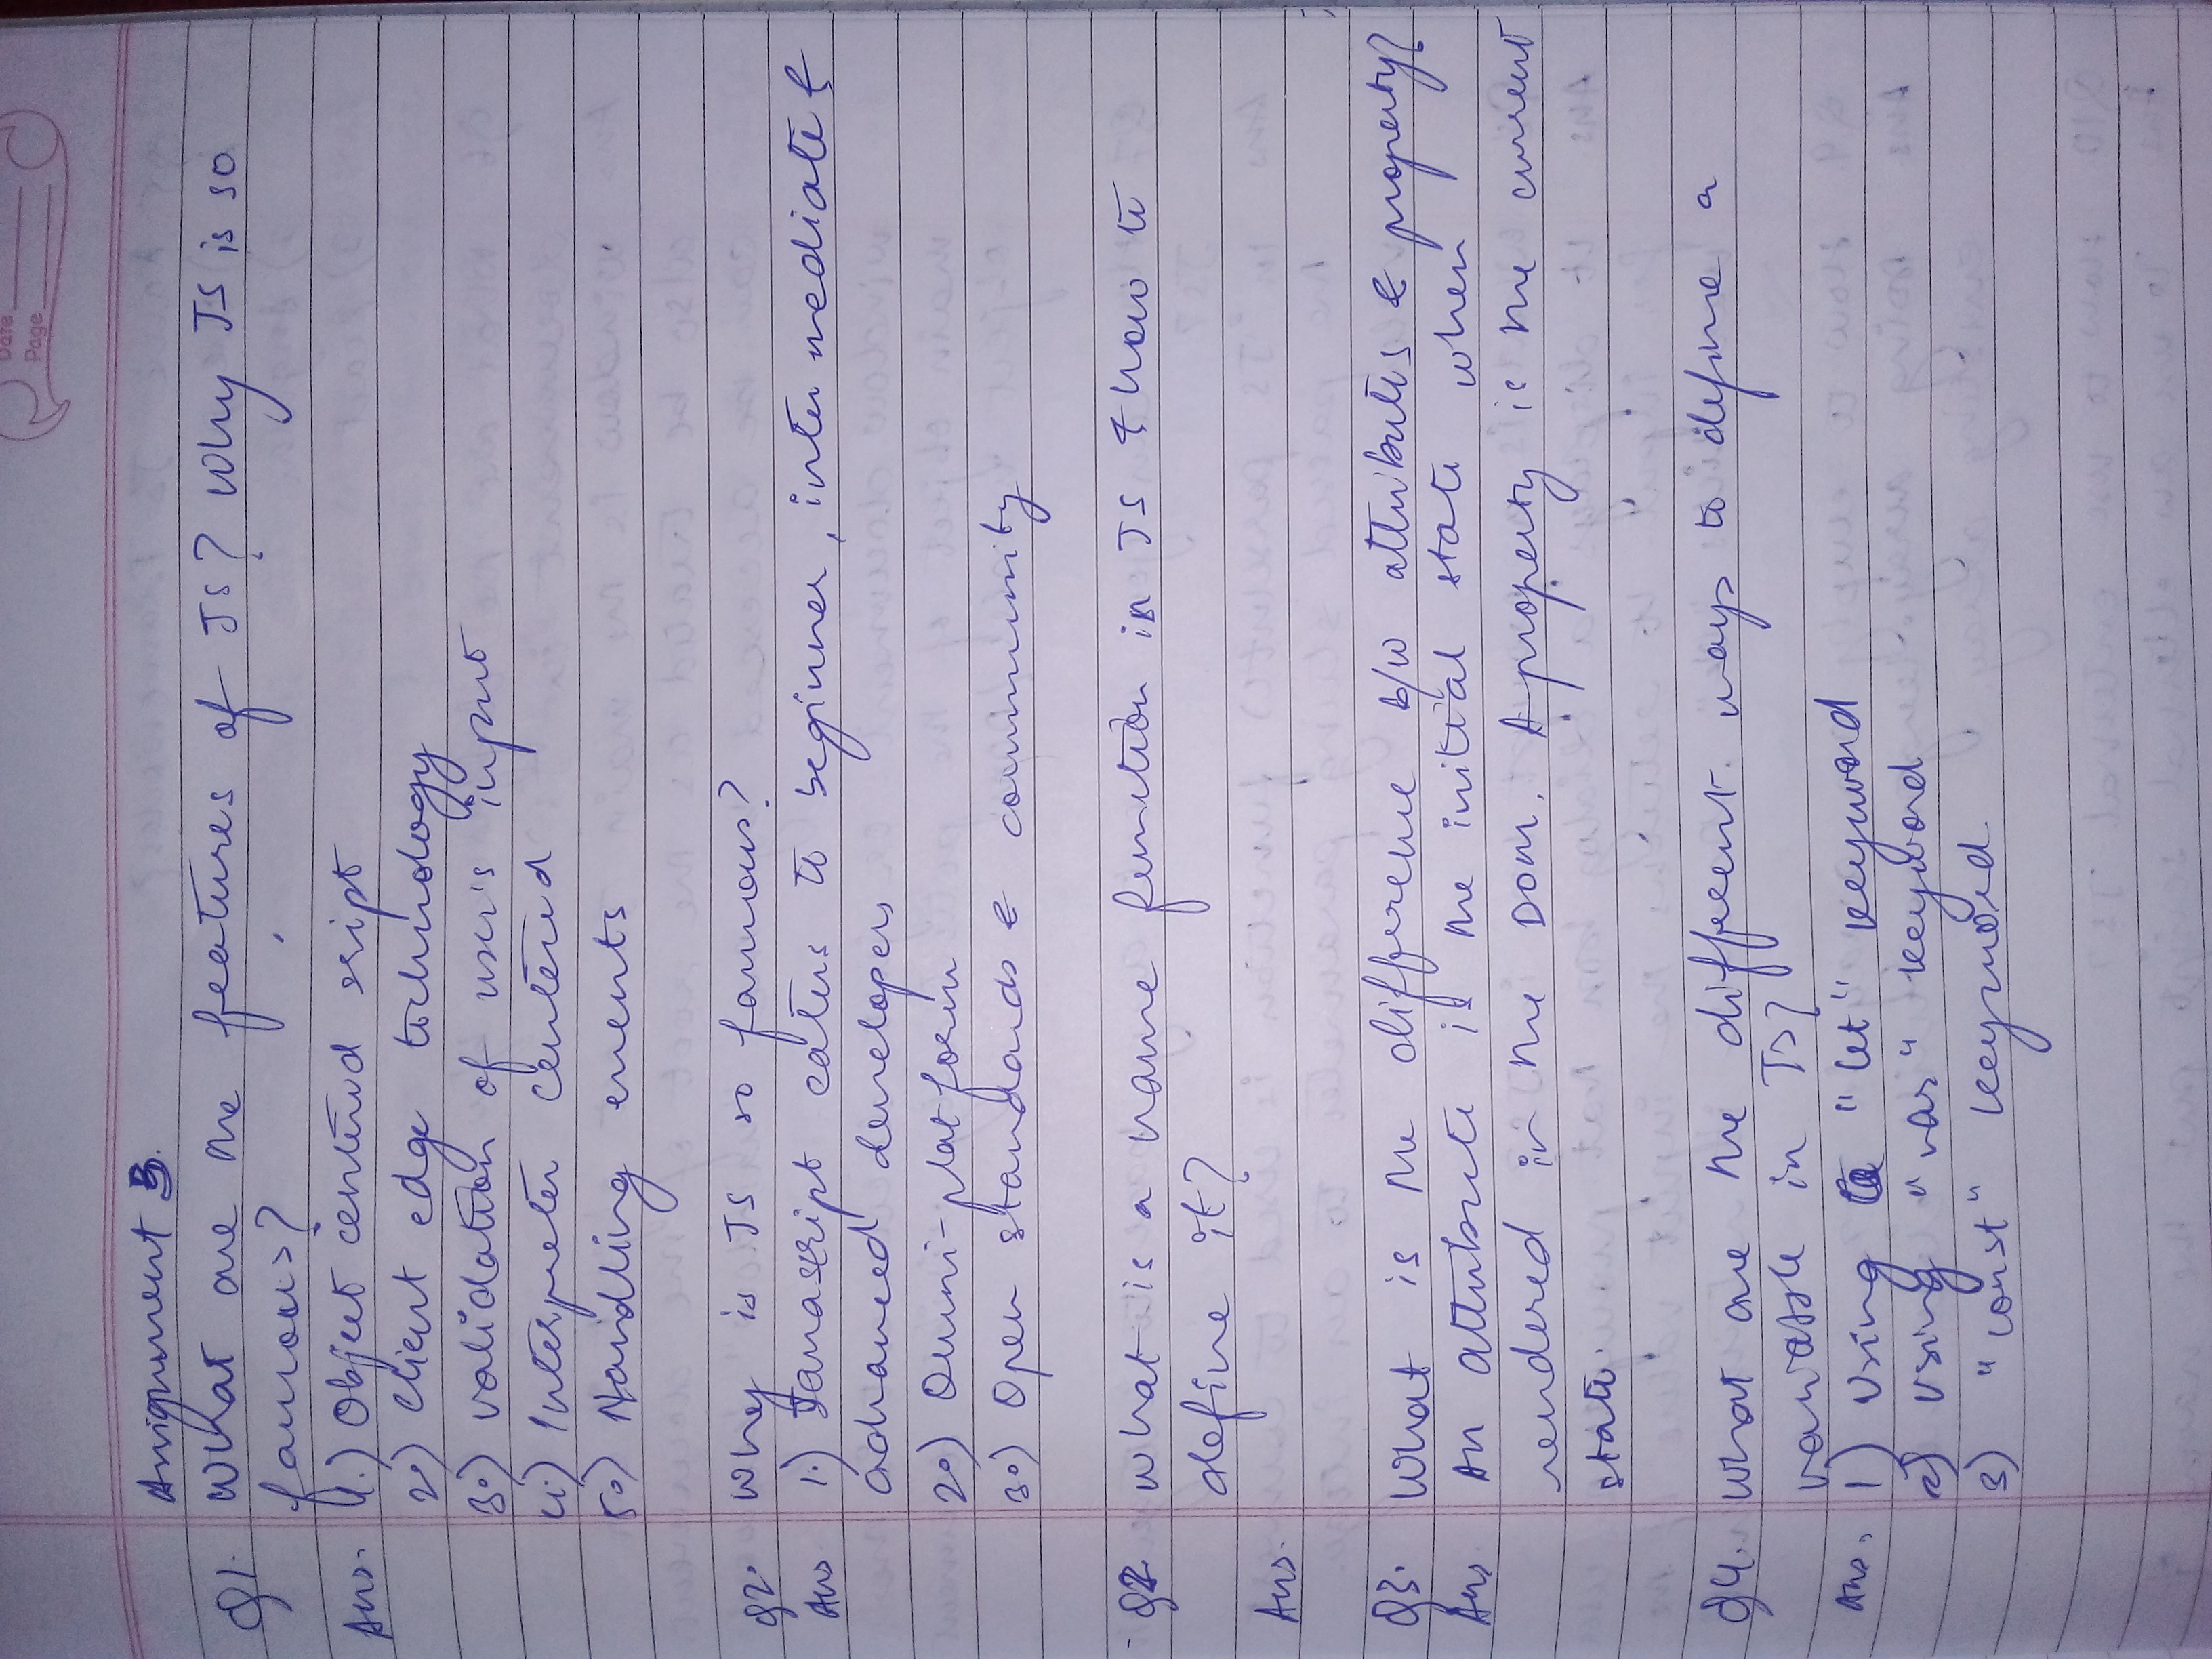 Date
Page
Assignment 3.
Q1. What are the features of JS? Why JS is so
famous?
Ans. 1.) Object centered script
2.) Client edge technology
3.) validation of user's input
4.) Interpreter centered
5.) Handling events
Q2. Why is JS so famous?
Ans 1.) Javascript caters to beginner, intermediate &
advanced developers
2.) Omni-platform
3.) Open standards & community
Q2 What is a name function in JS & how to
define it?
Ans.
Q3. What is the difference b/w attributes & property?
Ans An attribute is the initial state when
rendered in the DOM. A property is the current
state.
Q4. What are the different ways to define a
variable in JS?
Ans. 1) Using "let" keyword
2) Using "var" keyword
3) "const" keyword.